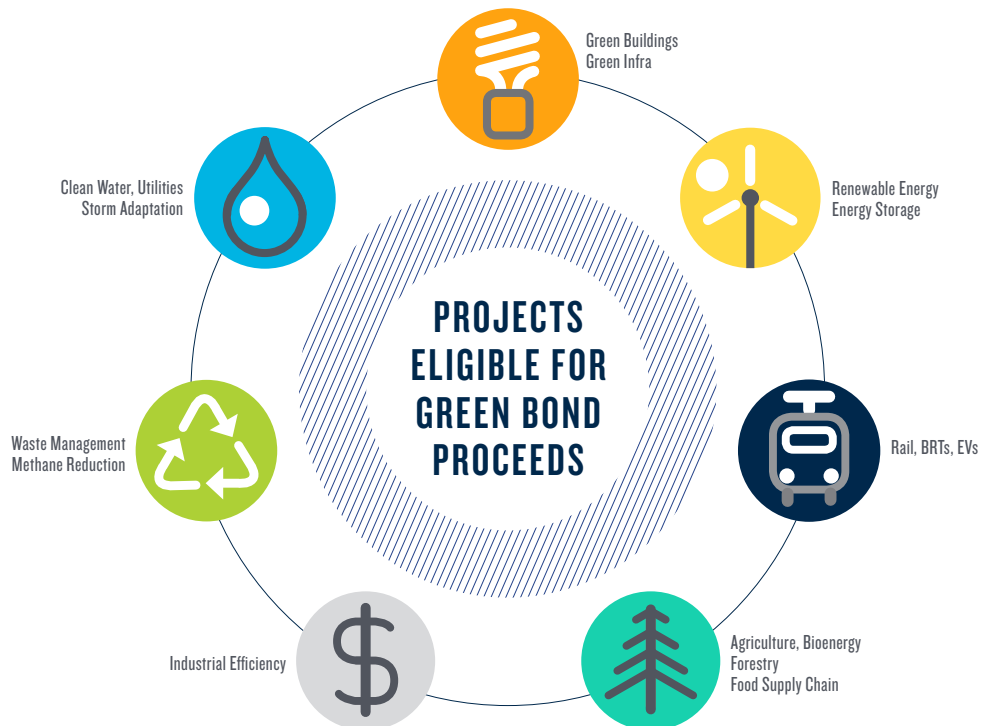 Green Buildings
Green Infra
Clean Water, Utilities
Storm Adaptation
Renewable Energy
Energy Storage
PROJECTS
ELIGIBLE FOR
GREEN BOND
PROCEEDS
Waste Management
Methane Reduction
Rail, BRTs, EVs
Industrial Efficiency
Agriculture, Bioenergy
Forestry
Food Supply Chain